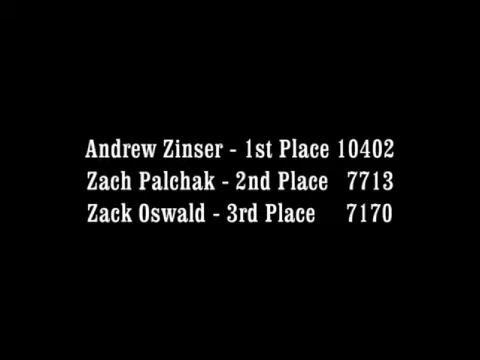 Andrew Zinser - 1st Place 10402
Zach Palchak - 2nd Place 7713
Zack Oswald - 3rd Place 7170